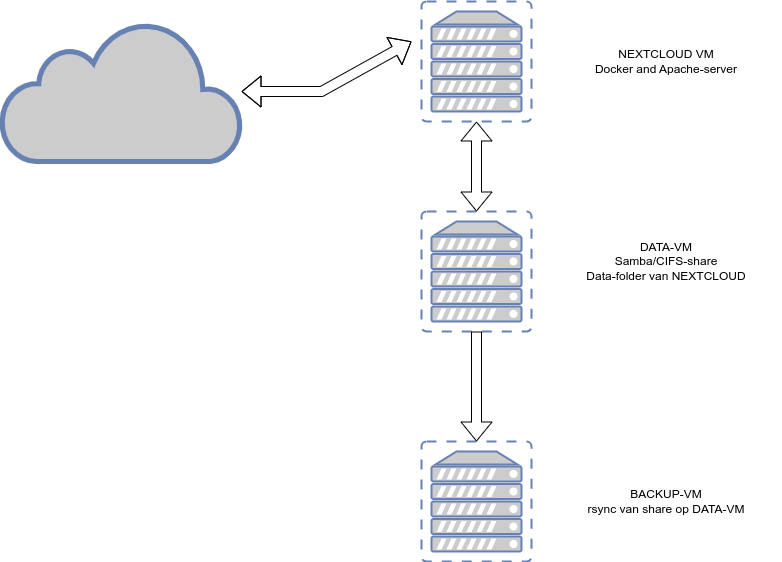 NEXTCLOUD VM
Docker and Apache-server
DATA-VM
Samba/CIFS-share
Data-folder van NEXTCLOUD
BACKUP-VM
rsync van share op DATA-VM